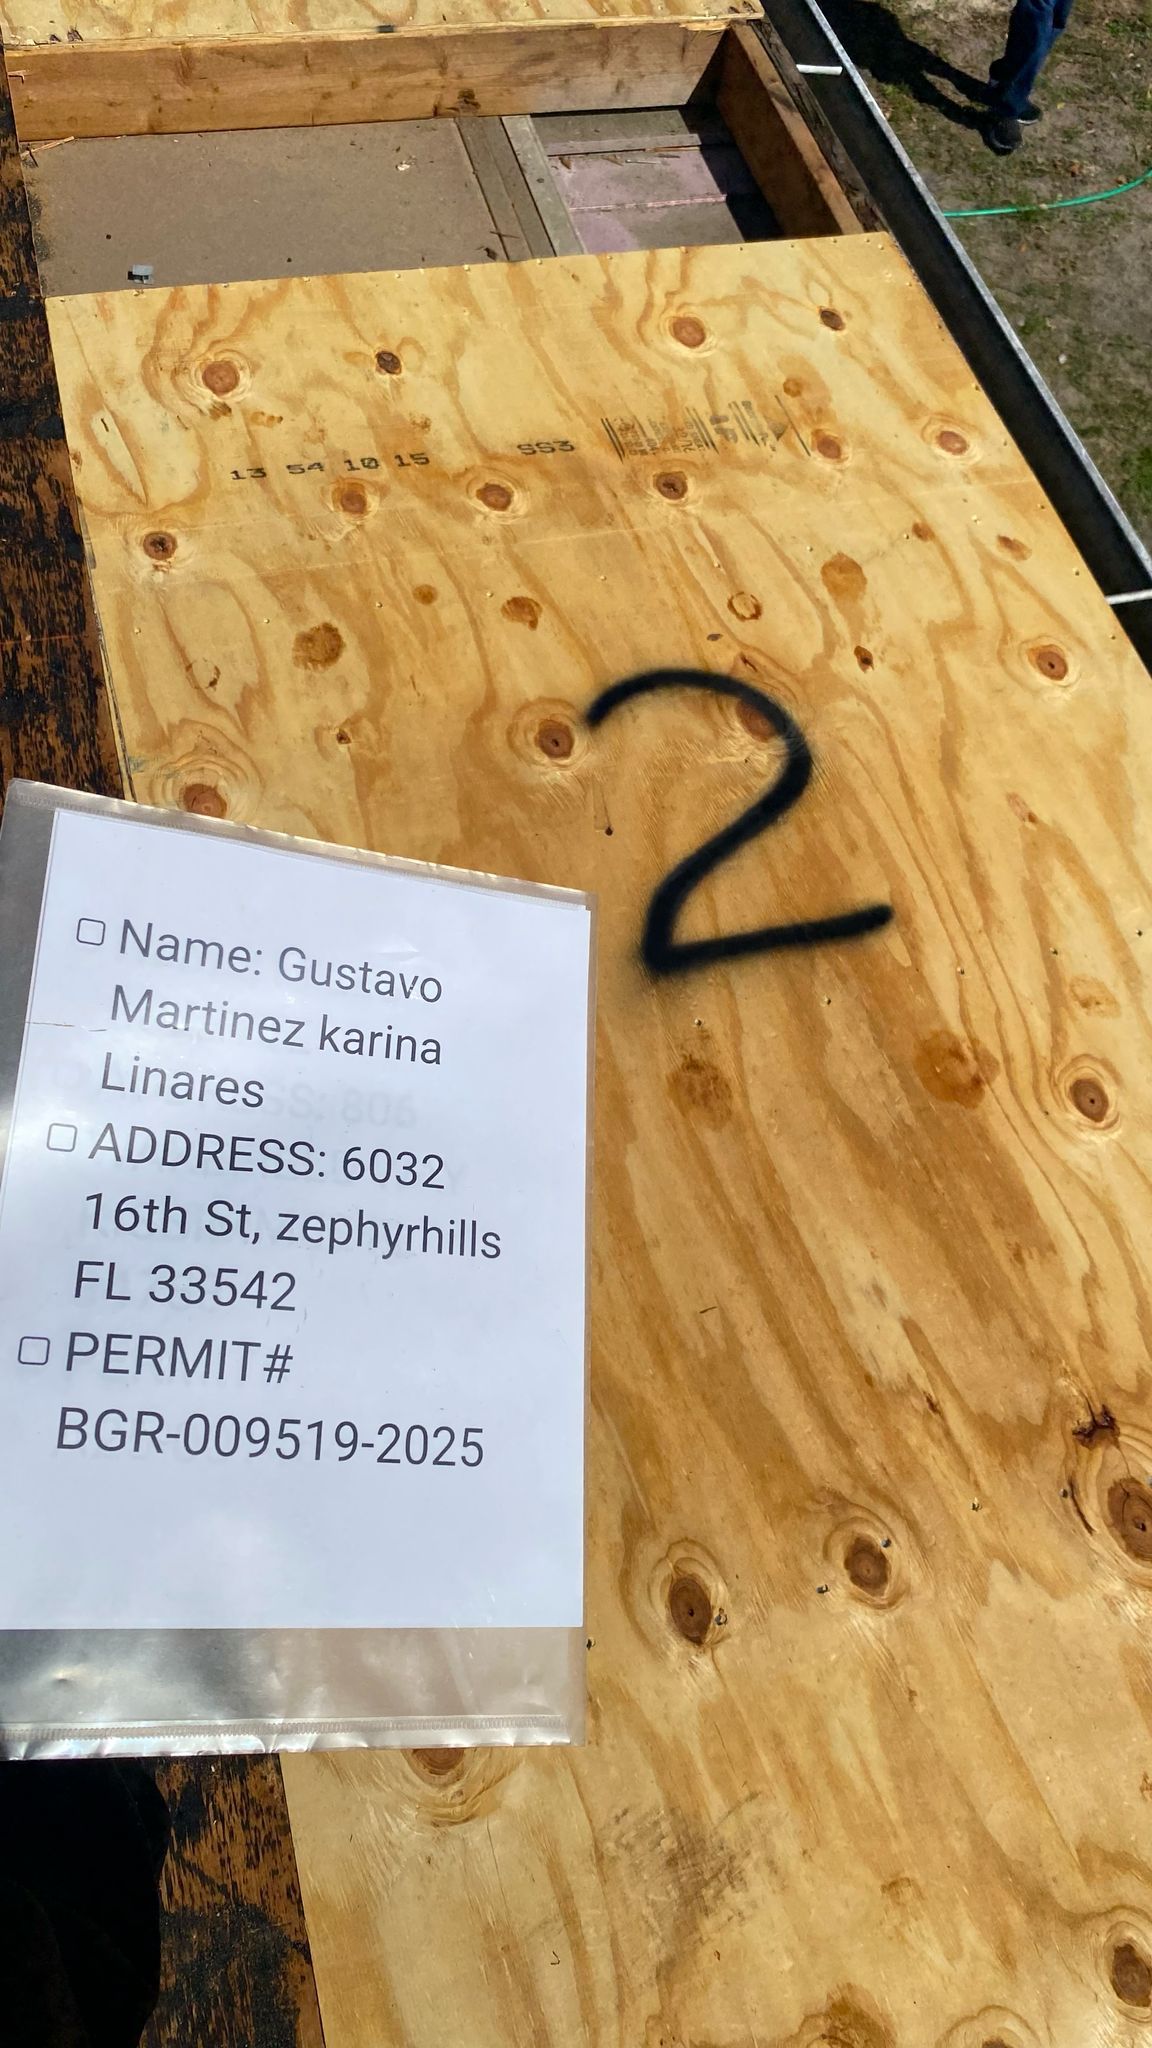 13 54 10 15 SS3
2
Name: Gustavo
Martinez karina
Linares
ADDRESS: 6032
16th St, zephyrhills
FL 33542
PERMIT#
BGR-009519-2025